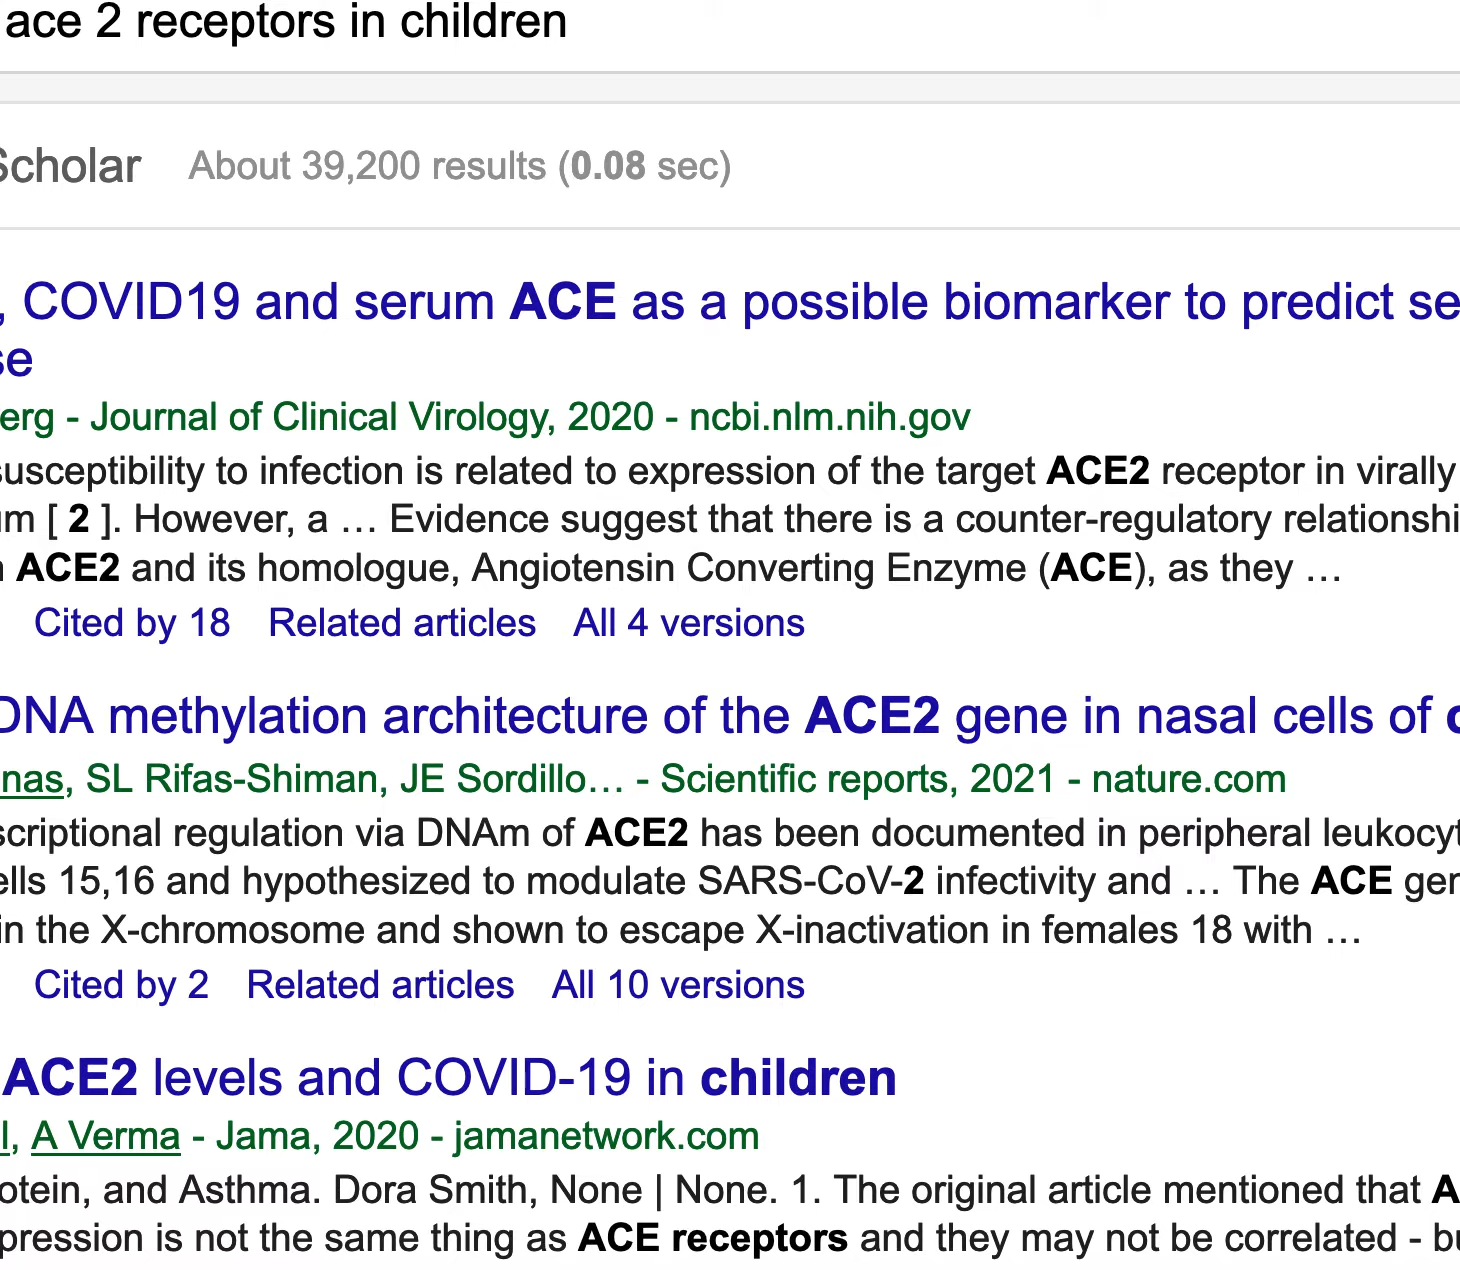 ace 2 receptors in children
Scholar About 39,200 results (0.08 sec)
, COVID19 and serum ACE as a possible biomarker to predict se
se
erg - Journal of Clinical Virology, 2020 - ncbi.nlm.nih.gov
susceptibility to infection is related to expression of the target ACE2 receptor in virally
um [ 2 ]. However, a … Evidence suggest that there is a counter-regulatory relationshi
ACE2 and its homologue, Angiotensin Converting Enzyme (ACE), as they …
Cited by 18 Related articles All 4 versions
DNA methylation architecture of the ACE2 gene in nasal cells of c
nas, SL Rifas-Shiman, JE Sordillo… - Scientific reports, 2021 - nature.com
scriptional regulation via DNAm of ACE2 has been documented in peripheral leukocyt
ells 15,16 and hypothesized to modulate SARS-CoV-2 infectivity and … The ACE gen
in the X-chromosome and shown to escape X-inactivation in females 18 with …
Cited by 2 Related articles All 10 versions
ACE2 levels and COVID-19 in children
l, A Verma - Jama, 2020 - jamanetwork.com
otein, and Asthma. Dora Smith, None | None. 1. The original article mentioned that A
pression is not the same thing as ACE receptors and they may not be correlated - bu